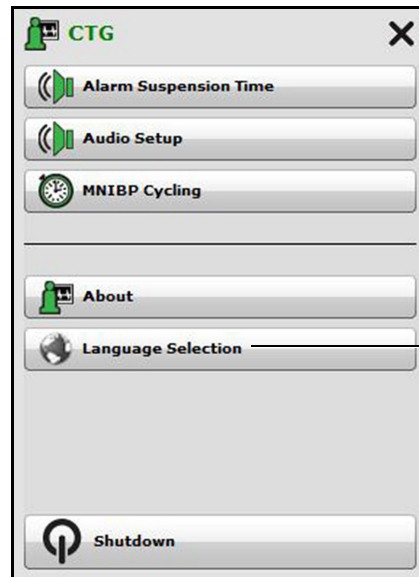 CTG
Alarm Suspension Time
Audio Setup
MNIBP Cycling
About
Language Selection
Shutdown